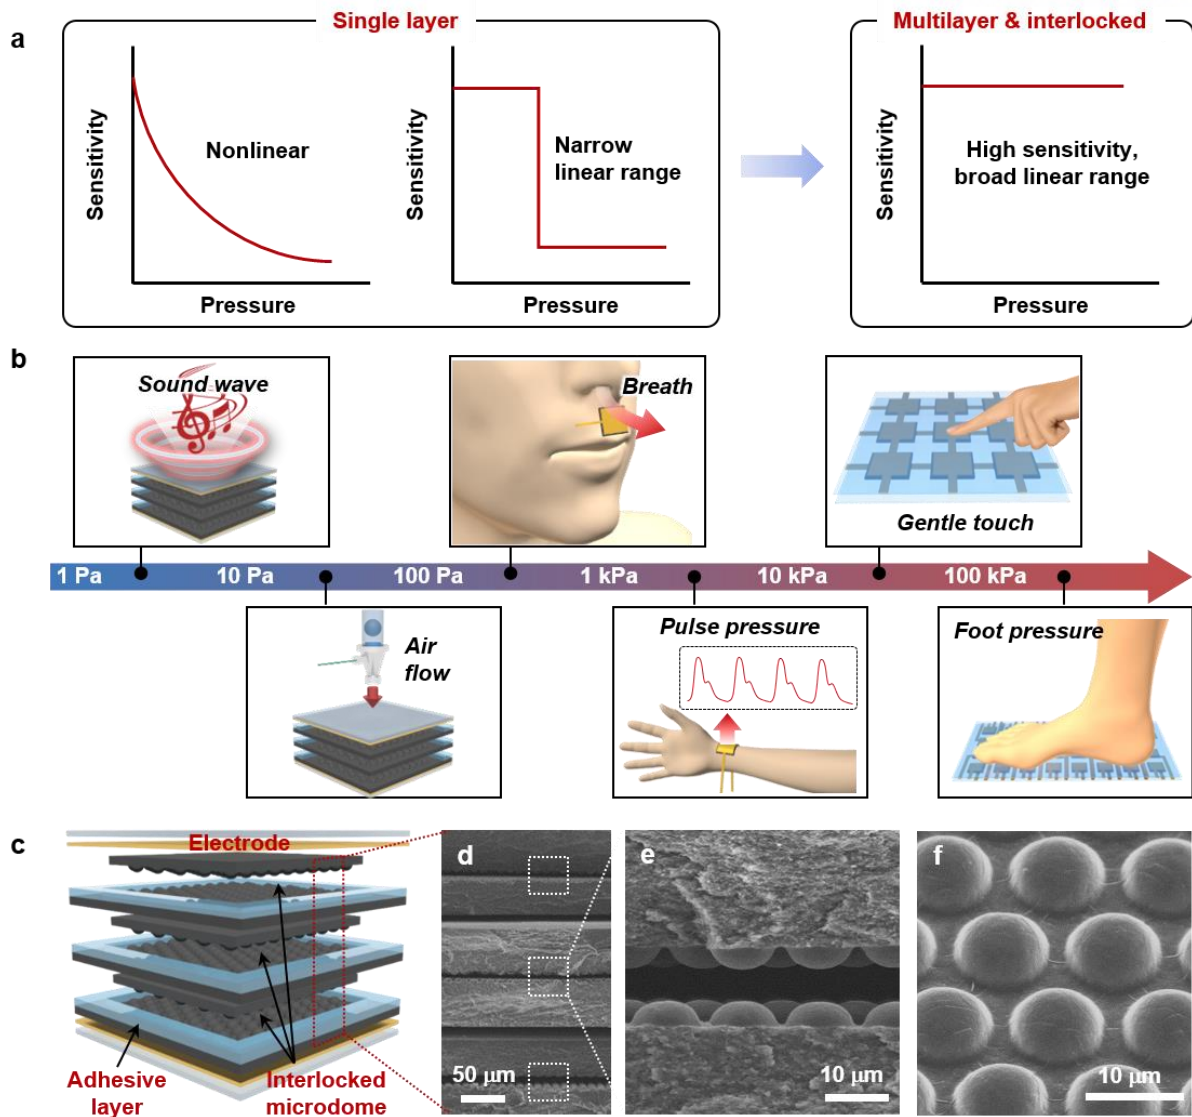 a
Single layer
Multilayer & interlocked
Sensitivity
Nonlinear
Pressure
Sensitivity
Narrow
linear range
Pressure
Sensitivity
High sensitivity,
broad linear range
Pressure
b
Sound wave
Breath
Gentle touch
1 Pa
10 Pa
100 Pa
1 kPa
10 kPa
100 kPa
Air
flow
Pulse pressure
Foot pressure
c
Electrode
Adhesive
layer
Interlocked
microdome
d
50 μm
e
10 μm
f
10 μm